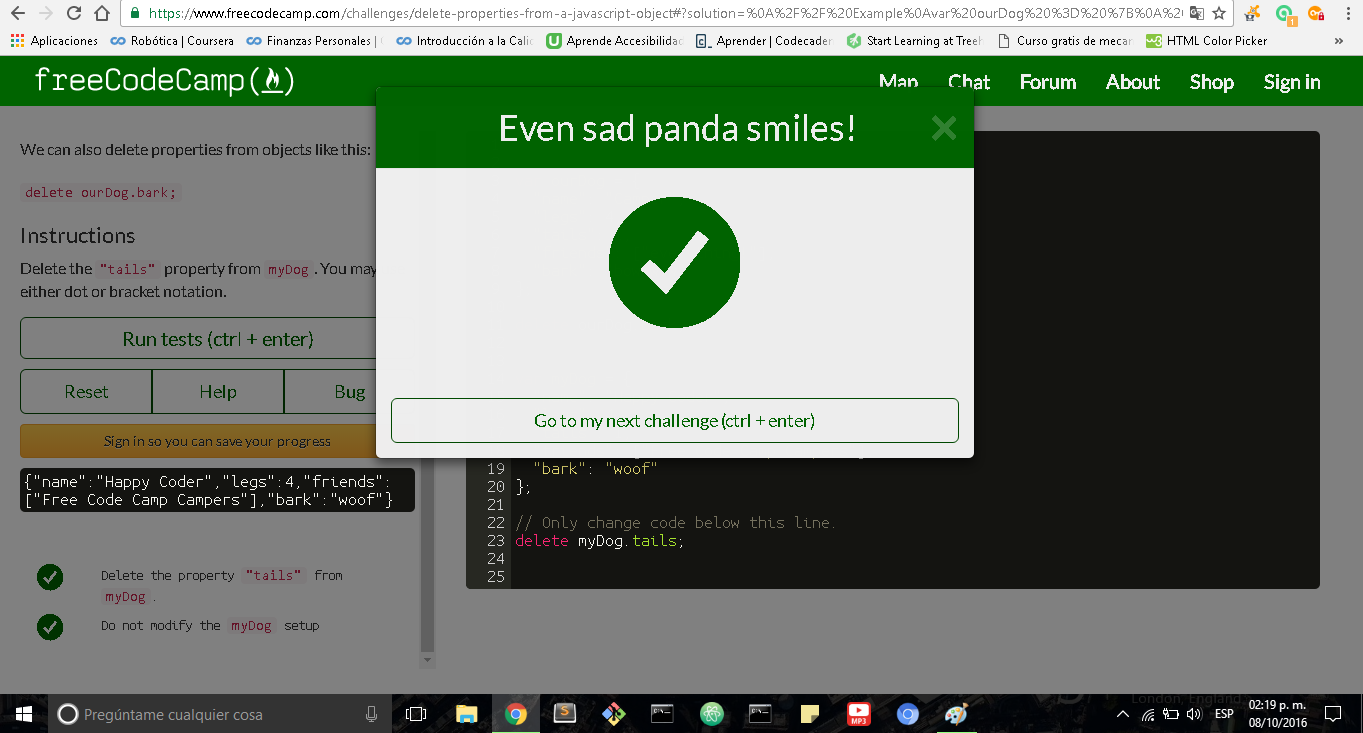 https://www.freecodecamp.com/challenges/delete-properties-from-a-javascript-object#?solution=%0A%2F%2F%20Example%0Avar%20ourDog%20%3D%20%7B%0A%2
Aplicaciones Robótica | Coursera Finanzas Personales | Introducción a la Calid Aprende Accesibilidad Aprender | Codecadem Start Learning at Treeh Curso gratis de mecan HTML Color Picker »
freeCodeCamp(🔥)
Map Chat Forum About Shop Sign in
Even sad panda smiles!
We can also delete properties from objects like this:
delete ourDog.bark;
Instructions
Delete the "tails" property from myDog. You may
either dot or bracket notation.
Run tests (ctrl + enter)
Reset Help Bug
Go to my next challenge (ctrl + enter)
Sign in so you can save your progress
{"name":"Happy Coder","legs":4,"friends":
["Free Code Camp Campers"],"bark":"woof"}
19 "bark": "woof"
20 };
21
22 // Only change code below this line.
23 delete myDog.tails;
24
25
Delete the property "tails" from
myDog.
Do not modify the myDog setup
London, England
Pregúntame cualquier cosa
MP3
ESP
02:19 p. m.
08/10/2016